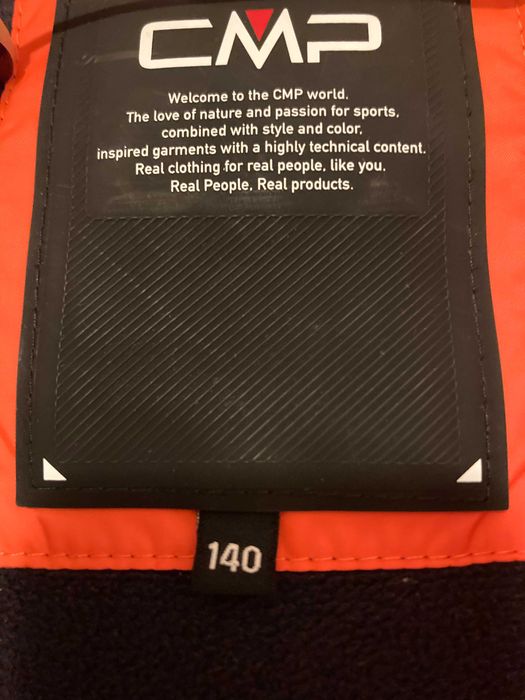 CMP
Welcome to the CMP world.
The love of nature and passion for sports,
combined with style and color,
inspired garments with a highly technical content.
Real clothing for real people, like you.
Real People, Real products.
140